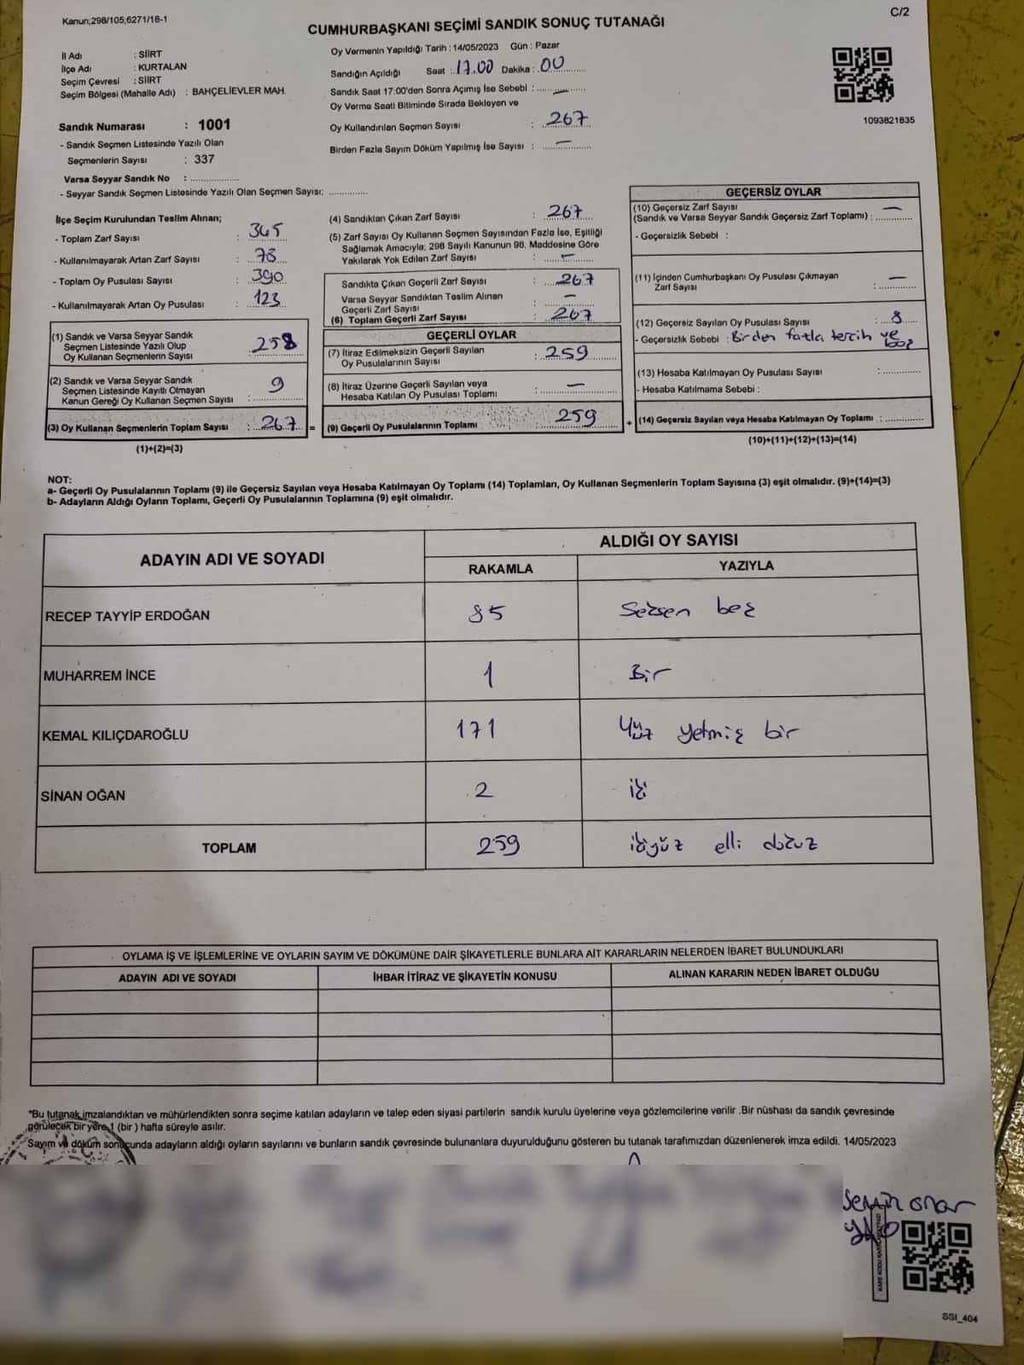 Kanun;298/105,6271/18-1
C/2
CUMHURBAŞKANI SEÇİMİ SANDIK SONUÇ TUTANAĞI
İl Adı : SİİRT
İlçe Adı : KURTALAN
Seçim Çevresi : SİİRT
Seçim Bölgesi (Mahalle Adı) : BAHÇELİEVLER MAH.
Sandık Numarası : 1001
- Sandık Seçmen Listesinde Yazılı Olan
Seçmenlerin Sayısı : 337
Varsa Seyyar Sandık No :
- Seyyar Sandık Seçmen Listesinde Yazılı Olan Seçmen Sayısı:
Oy Vermenin Yapıldığı Tarih : 14/05/2023 Gün : Pazar
Sandığın Açıldığı Saat : 17.00 Dakika : 00
Sandık Saat 17:00'den Sonra Açımış İse Sebebi : —
Oy Verme Saati Bitiminde Sırada Bekleyen ve
Oy Kullandırılan Seçmen Sayısı : 267
Birden Fazla Sayım Döküm Yapılmış İse Sayısı : —
1093821835
İlçe Seçim Kurulundan Teslim Alınan;
- Toplam Zarf Sayısı : 345
- Kullanılmayarak Artan Zarf Sayısı : 78
- Toplam Oy Pusulası Sayısı : 390
- Kullanılmayarak Artan Oy Pusulası : 123
(1) Sandık ve Varsa Seyyar Sandık
Seçmen Listesinde Yazılı Olup
Oy Kullanan Seçmenlerin Sayısı : 258
(2) Sandık ve Varsa Seyyar Sandık
Seçmen Listesinde Kayıtlı Olmayan
Kanun Gereği Oy Kullanan Seçmen Sayısı : 9
(3) Oy Kullanan Seçmenlerin Toplam Sayısı : 267 =
(1)+(2)=(3)
(4) Sandıktan Çıkan Zarf Sayısı : 267
(5) Zarf Sayısı Oy Kullanan Seçmen Sayısından Fazla İse, Eşitliği
Sağlamak Amacıyla; 298 Sayılı Kanunun 98. Maddesine Göre
Yakılarak Yok Edilen Zarf Sayısı : —
Sandıkta Çıkan Geçerli Zarf Sayısı : 267
Varsa Seyyar Sandıktan Teslim Alınan
Geçerli Zarf Sayısı : —
(6) Toplam Geçerli Zarf Sayısı : 267
GEÇERLİ OYLAR
(7) İtiraz Edilmeksizin Geçerli Sayılan
Oy Pusulalarının Sayısı : 259
(8) İtiraz Üzerine Geçerli Sayılan veya
Hesaba Katılan Oy Pusulası Toplamı : —
(9) Geçerli Oy Pusulalarının Toplamı : 259 +
GEÇERSİZ OYLAR
(10) Geçersiz Zarf Sayısı
(Sandık ve Varsa Seyyar Sandık Geçersiz Zarf Toplamı) : —
- Geçersizlik Sebebi :
(11) İçinden Cumhurbaşkanı Oy Pusulası Çıkmayan
Zarf Sayısı : —
(12) Geçersiz Sayılan Oy Pusulası Sayısı : 8
- Geçersizlik Sebebi : Birden fazla tercih ve
boş
(13) Hesaba Katılmayan Oy Pusulası Sayısı :
- Hesaba Katılmama Sebebi :
(14) Geçersiz Sayılan veya Hesaba Katılmayan Oy Toplamı :
(10)+(11)+(12)+(13)=(14)
NOT:
a- Geçerli Oy Pusulalarının Toplamı (9) ile Geçersiz Sayılan veya Hesaba Katılmayan Oy Toplamı (14) Toplamları, Oy Kullanan Seçmenlerin Toplam Sayısına (3) eşit olmalıdır. (9)+(14)=(3)
b- Adayların Aldığı Oyların Toplamı, Geçerli Oy Pusulalarının Toplamına (9) eşit olmalıdır.
ADAYIN ADI VE SOYADI
ALDIĞI OY SAYISI
RAKAMLA YAZIYLA
RECEP TAYYİP ERDOĞAN 85 Seksen beş
MUHARREM İNCE 1 Bir
KEMAL KILIÇDAROĞLU 171 Yüz yetmiş bir
SİNAN OĞAN 2 iki
TOPLAM 259 ikiyüz elli dokuz
OYLAMA İŞ VE İŞLEMLERİNE VE OYLARIN SAYIM VE DÖKÜMÜNE DAİR ŞİKAYETLERLE BUNLARA AİT KARARLARIN NELERDEN İBARET BULUNDUKLARI
ADAYIN ADI VE SOYADI İHBAR İTİRAZ VE ŞİKAYETİN KONUSU ALINAN KARARIN NEDEN İBARET OLDUĞU
*Bu tutanak imzalandıktan ve mühürlendikten sonra seçime katılan adayların ve talep eden siyasi partilerin sandık kurulu üyelerine veya gözlemcilerine verilir .Bir nüshası da sandık çevresinde
görülecek bir yere 1 (bir ) hafta süreyle asılır.
Sayım ve döküm sonucunda adayların aldığı oyların sayılarını ve bunların sandık çevresinde bulunanlara duyurulduğunu gösteren bu tutanak tarafımızdan düzenlenerek imza edildi. 14/05/2023
SSI_404